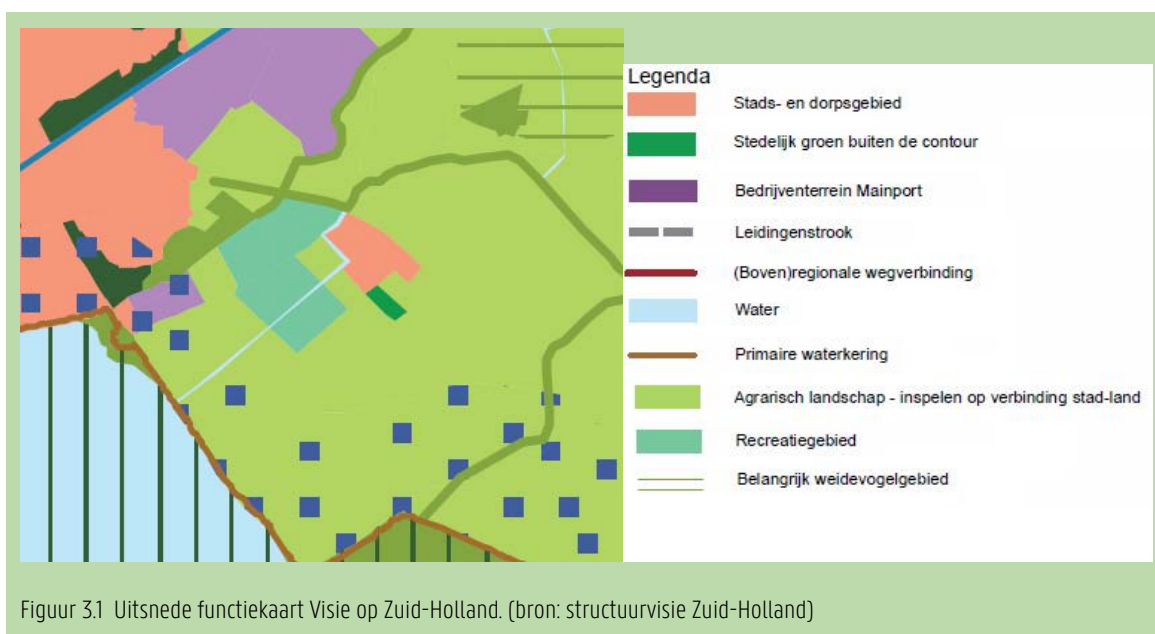 Legenda
Stads- en dorpsgebied
Stedelijk groen buiten de contour
Bedrijventerrein Mainport
Leidingenstrook
(Boven)regionale wegverbinding
Water
Primaire waterkering
Agrarisch landschap - inspelen op verbinding stad-land
Recreatiegebied
Belangrijk weidevogelgebied
Figuur 3.1 Uitsnede functiekaart Visie op Zuid-Holland. (bron: structuurvisie Zuid-Holland)